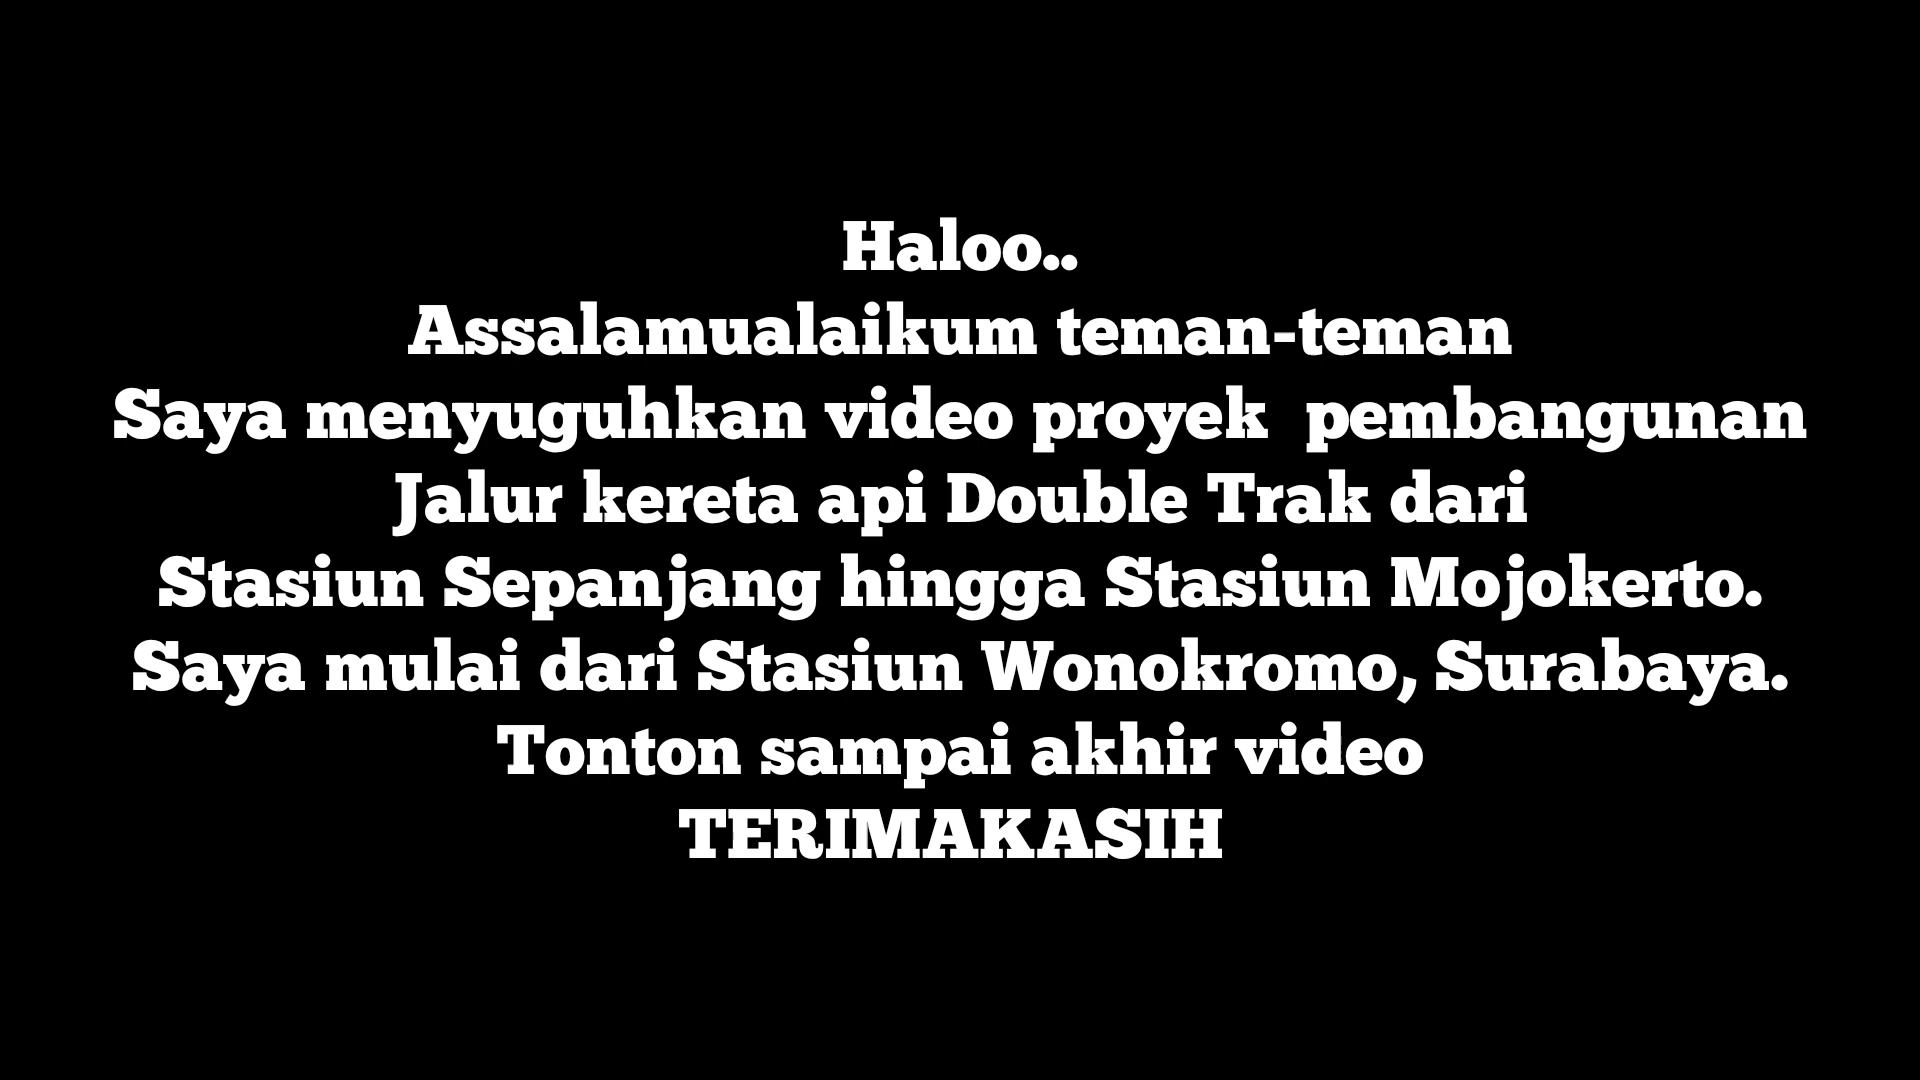 Haloo..
Assalamualaikum teman-teman
Saya menyuguhkan video proyek  pembangunan
Jalur kereta api Double Trak dari
Stasiun Sepanjang hingga Stasiun Mojokerto.
Saya mulai dari Stasiun Wonokromo, Surabaya.
Tonton sampai akhir video
TERIMAKASIH